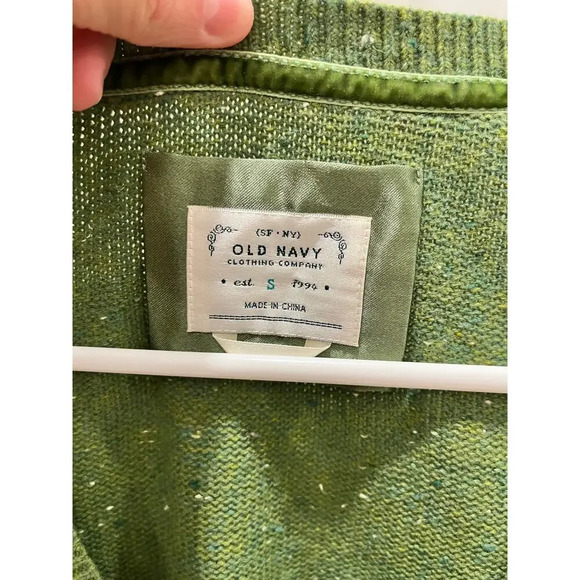 (SF · NY)
OLD NAVY
CLOTHING COMPANY
• est. S 1994 •
MADE IN CHINA